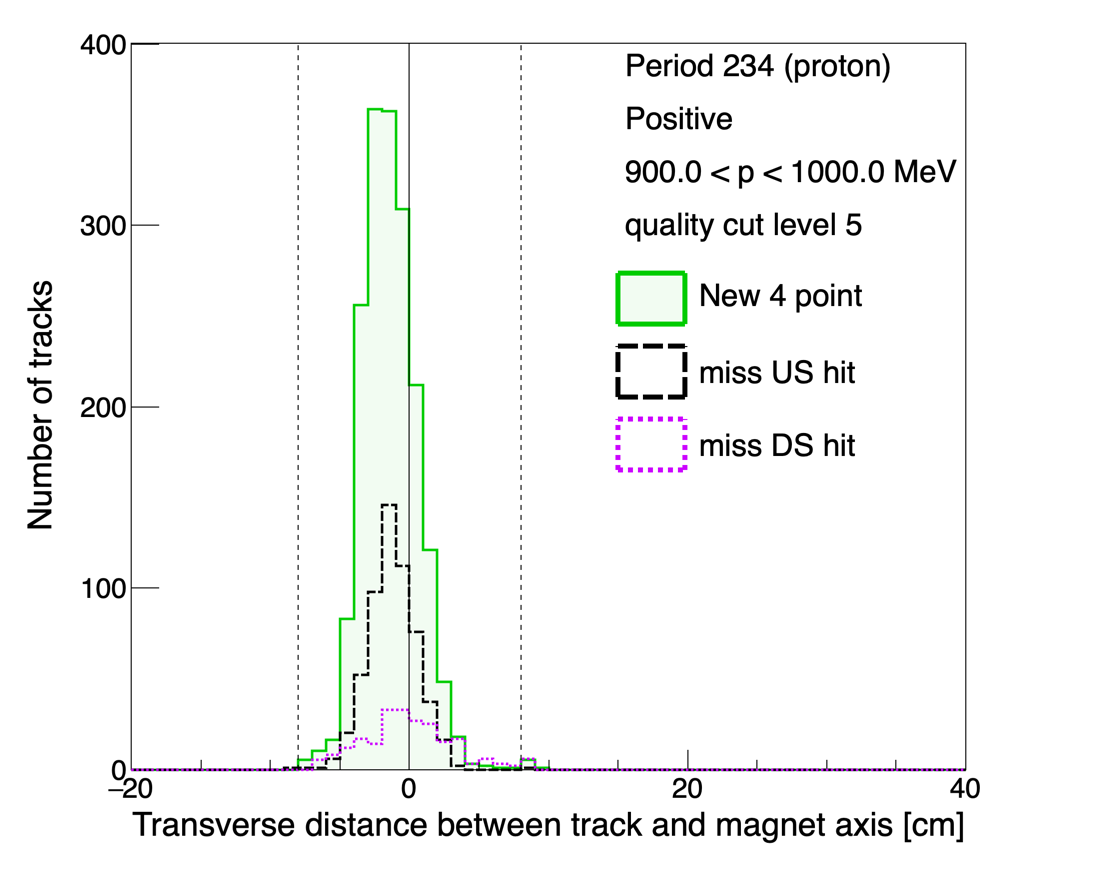 400
300
200
100
0
−20
0
20
40
Number of tracks
Transverse distance between track and magnet axis [cm]
Period 234 (proton)
Positive
900.0 < p < 1000.0 MeV
quality cut level 5
New 4 point
miss US hit
miss DS hit